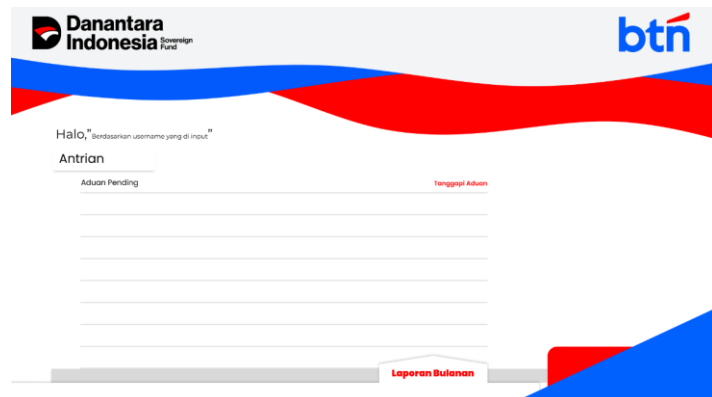 Danantara
Indonesia Sovereign Fund
btn
Halo,"Berdasarkan username yang di input"
Antrian
Aduan Pending Tanggapi Aduan
Laporan Bulanan